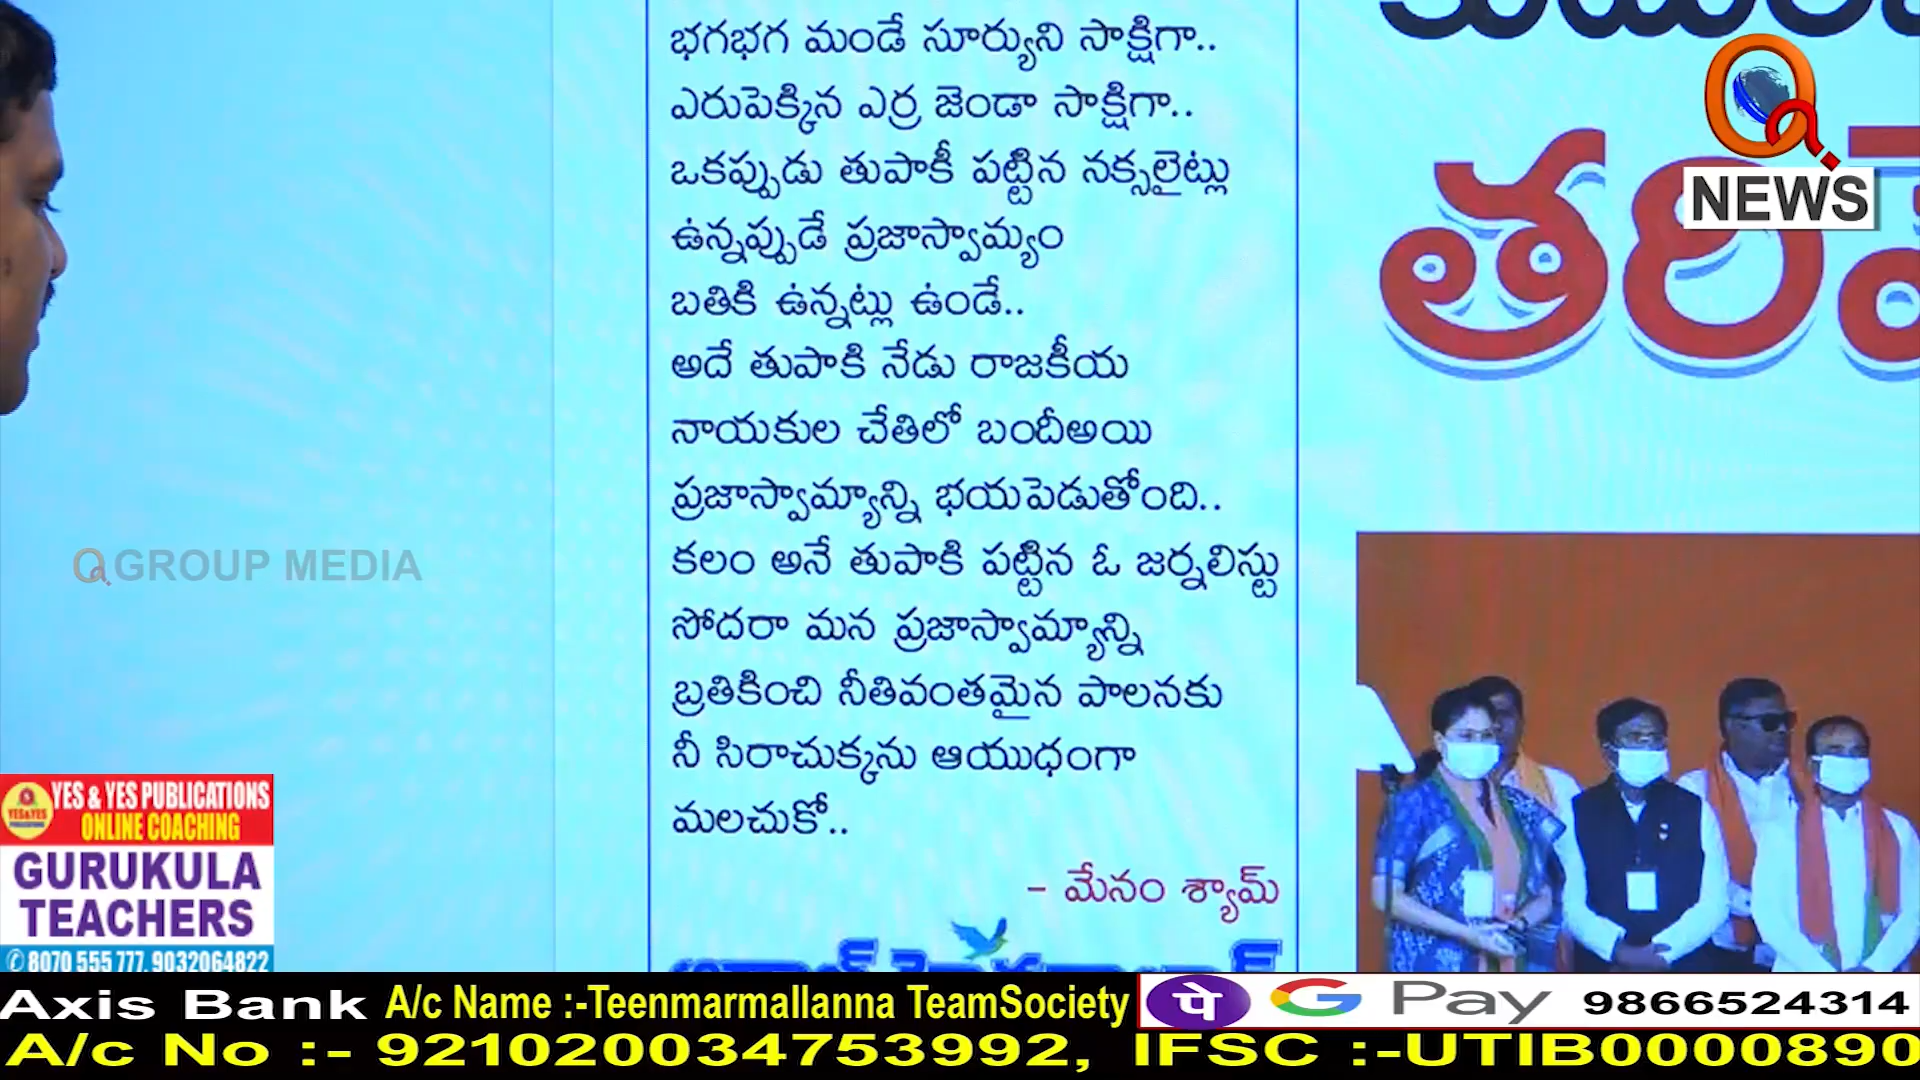 భగభగ మండే సూర్యుని సాక్షిగా..
ఎరుపెక్కిన ఎర్ర జెండా సాక్షిగా..
ఒకప్పుడు తుపాకీ పట్టిన నక్సలైట్లు
ఉన్నప్పుడే ప్రజాస్వామ్యం
బతికి ఉన్నట్లు ఉండే..
అదే తుపాకి నేడు రాజకీయ
నాయకుల చేతిలో బందీఅయి
ప్రజాస్వామ్యాన్ని భయపెడుతోంది..
కలం అనే తుపాకి పట్టిన ఓ జర్నలిస్టు
సోదరా మన ప్రజాస్వామ్యాన్ని
బ్రతికించి నీతివంతమైన పాలనకు
నీ సిరాచుక్కను ఆయుధంగా
మలచుకో..
- మేనం శ్యామ్
Q
NEWS
Q GROUP MEDIA
YES & YES PUBLICATIONS
ONLINE COACHING
GURUKULA
TEACHERS
8070 555 777, 9032064822
Axis Bank A/c Name :-Teenmarmallanna TeamSociety
पे G Pay 9866524314
A/c No :- 921020034753992, IFSC :-UTIB0000890